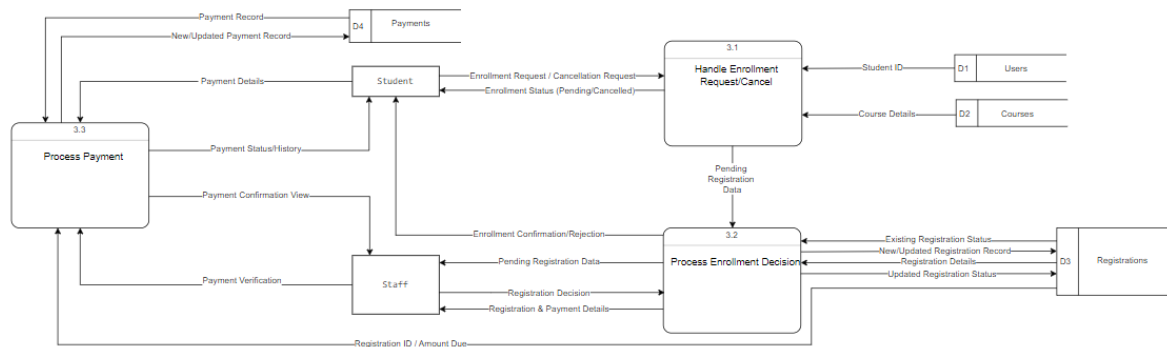 Payment Record
D4
Payments
New/Updated Payment Record
3.1
Handle Enrollment
Request/Cancel
Student ID
D1
Users
Payment Details
Student
Enrollment Request / Cancellation Request
Enrollment Status (Pending/Cancelled)
Course Details
D2
Courses
3.3
Process Payment
Payment Status/History
Pending
Registration
Data
Payment Confirmation View
Enrollment Confirmation/Rejection
3.2
Process Enrollment Decision
Existing Registration Status
New/Updated Registration Record
Registration Details
Updated Registration Status
D3
Registrations
Pending Registration Data
Payment Verification
Staff
Registration Decision
Registration & Payment Details
Registration ID / Amount Due